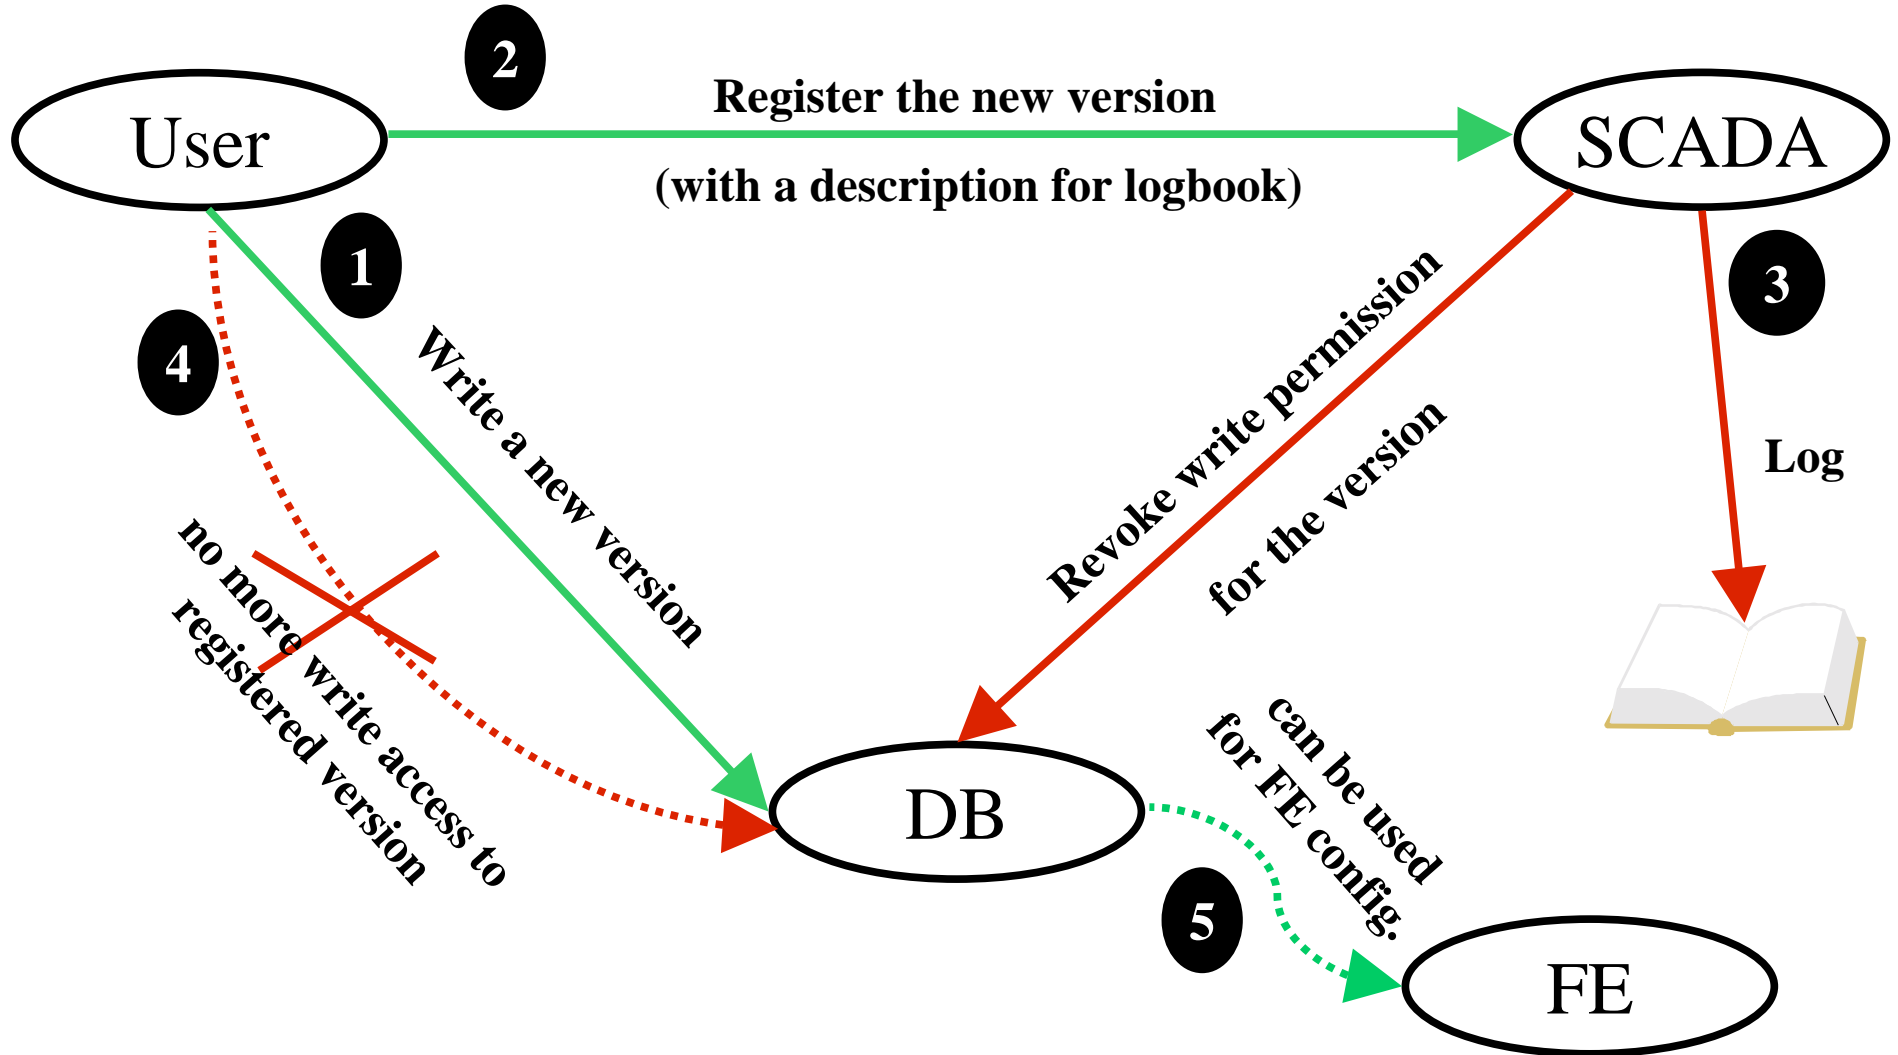 2
Register the new version
User
SCADA
(with a description for logbook)
1
3
4
Write a new version
Revoke write permission
for the version
Log
no more write access to
registered version
can be used
for FE config.
DB
5
FE